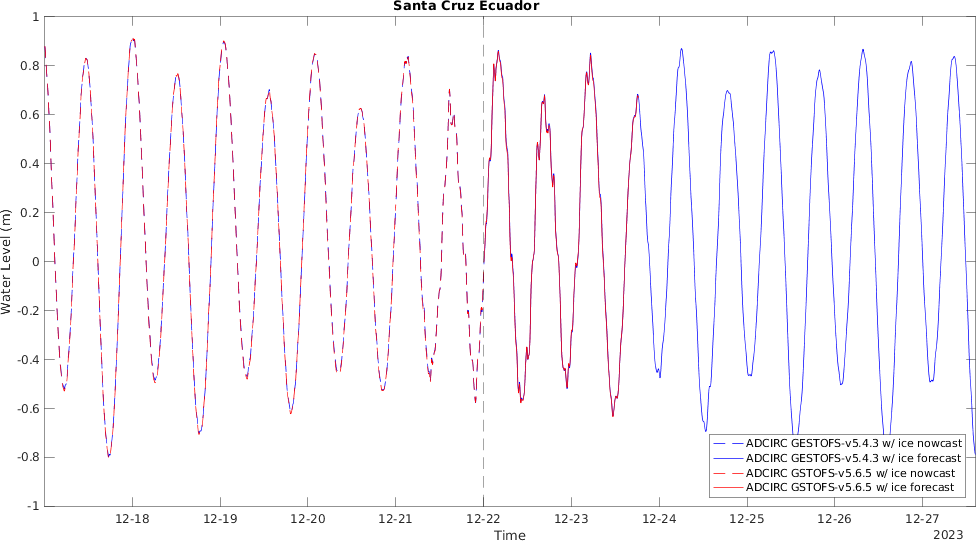 Santa Cruz Ecuador
1
0.8
0.6
0.4
0.2
0
-0.2
-0.4
-0.6
-0.8
-1
Water Level (m)
ADCIRC GESTOFS-v5.4.3 w/ ice nowcast
ADCIRC GESTOFS-v5.4.3 w/ ice forecast
ADCIRC GSTOFS-v5.6.5 w/ ice nowcast
ADCIRC GSTOFS-v5.6.5 w/ ice forecast
12-18 12-19 12-20 12-21 12-22 12-23 12-24 12-25 12-26 12-27
Time
2023